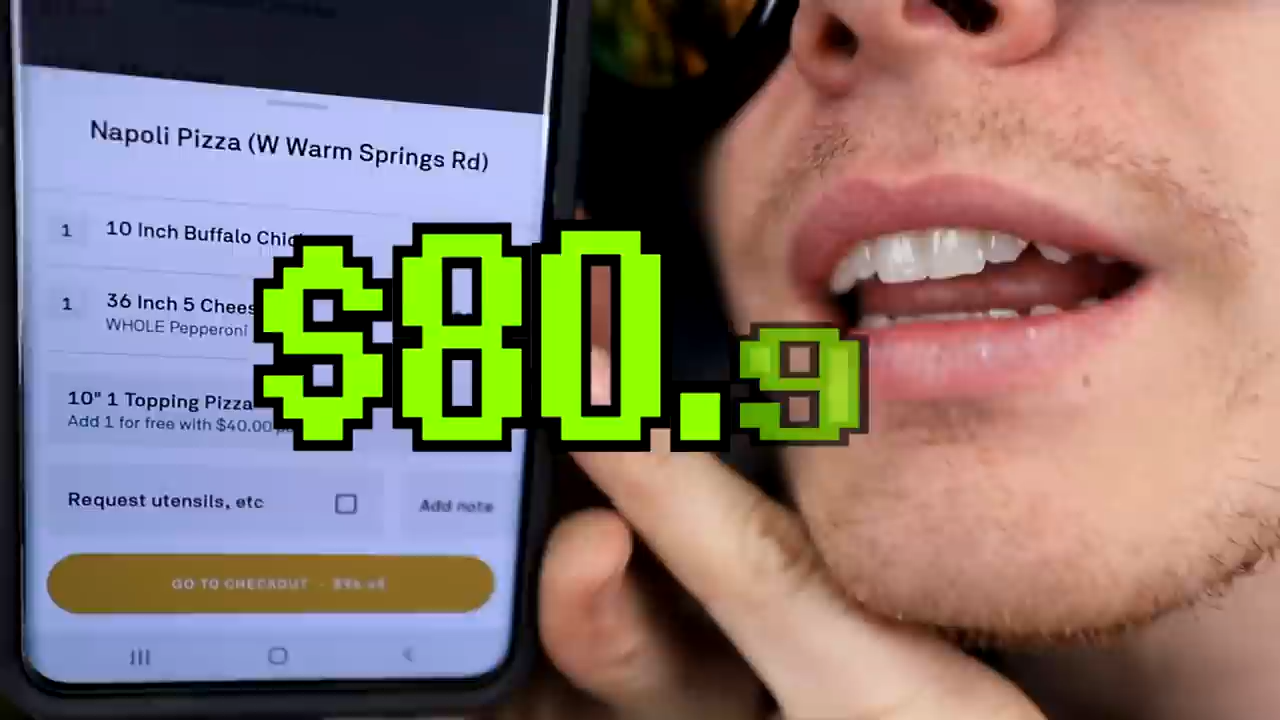 Napoli Pizza (W Warm Springs Rd)
1 10 Inch Buffalo Chic
1 36 Inch 5 Chees
WHOLE Pepperoni
10" 1 Topping Pizza
Add 1 for free with $40.00
$80.9
Request utensils, etc
Add note
GO TO CHECKOUT